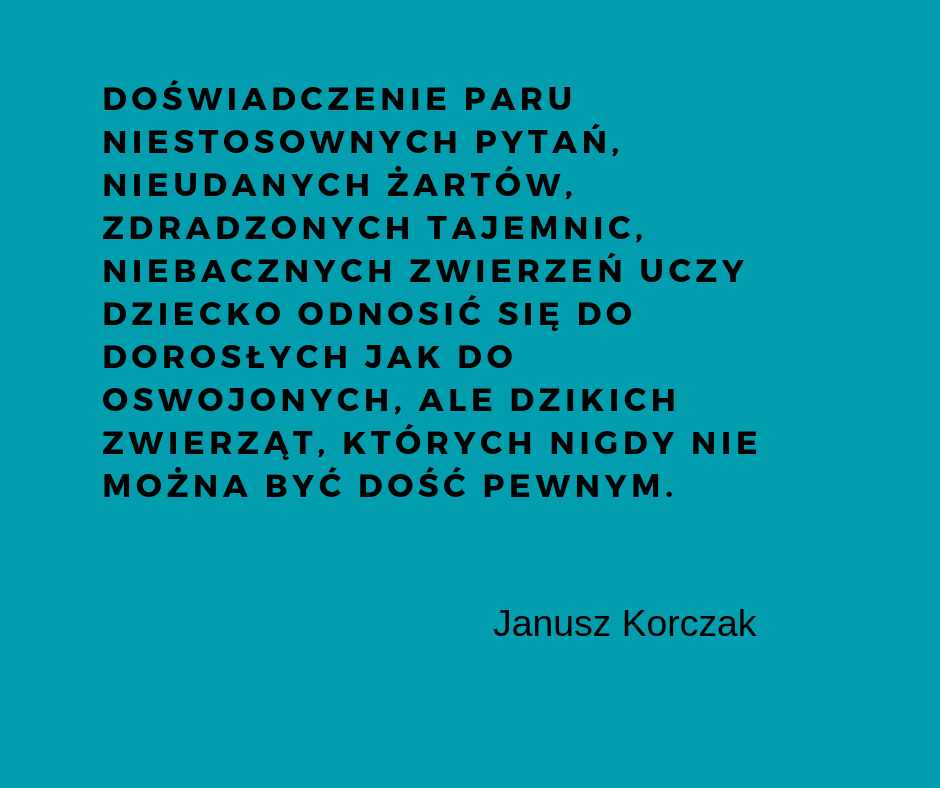 DOŚWIADCZENIE PARU
NIESTOSOWNYCH PYTAŃ,
NIEUDANYCH ŻARTÓW,
ZDRADZONYCH TAJEMNIC,
NIEBACZNYCH ZWIERZEŃ UCZY
DZIECKO ODNOSIĆ SIĘ DO
DOROSŁYCH JAK DO
OSWOJONYCH, ALE DZIKICH
ZWIERZĄT, KTÓRYCH NIGDY NIE
MOŻNA BYĆ DOŚĆ PEWNYM.
Janusz Korczak